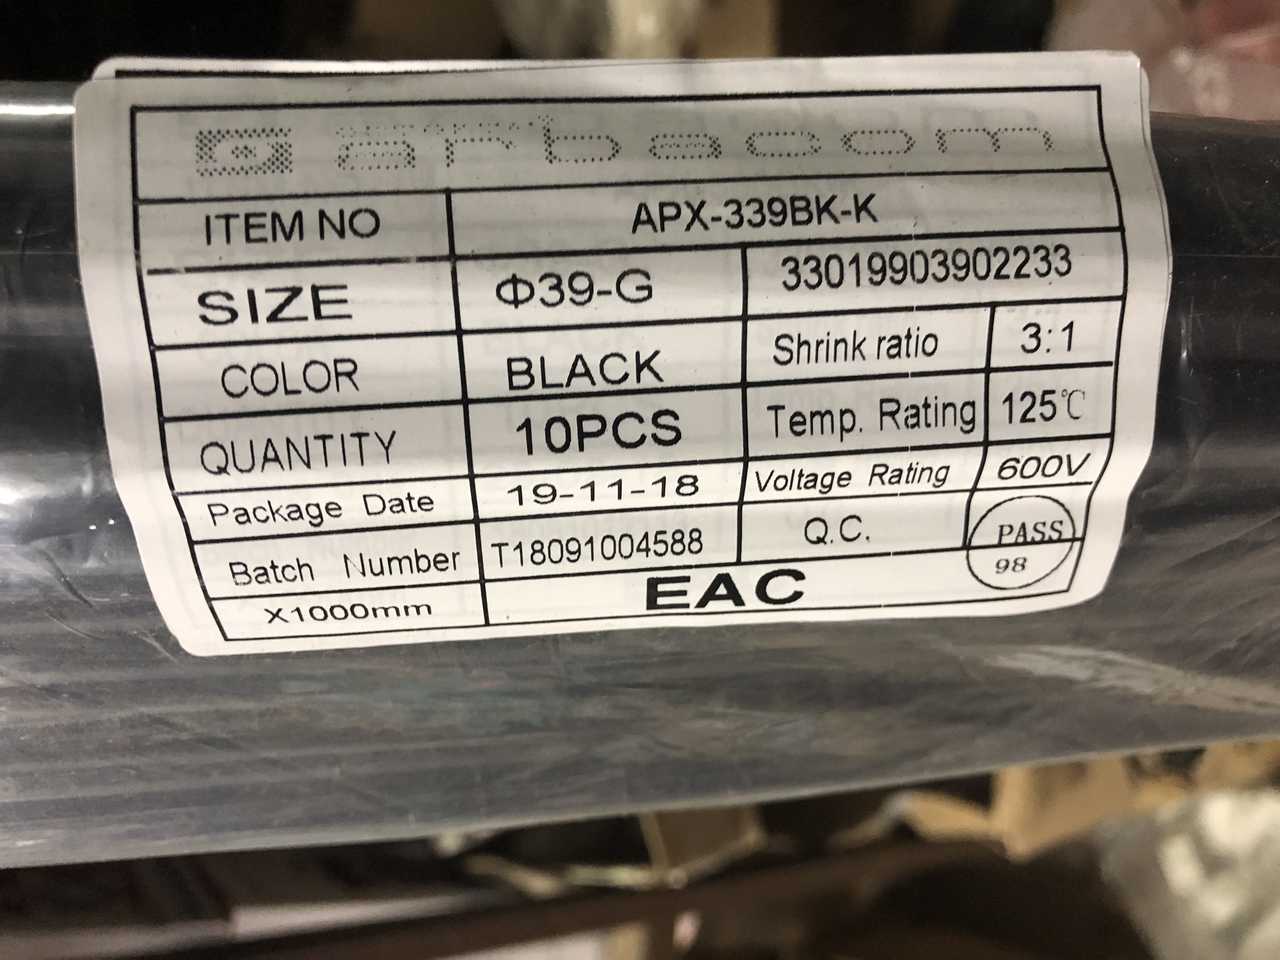 arbacom
ITEM NO APX-339BK-K
SIZE Φ39-G 33019903902233
COLOR BLACK Shrink ratio 3:1
QUANTITY 10PCS Temp. Rating 125℃
Package Date 19-11-18 Voltage Rating 600V
Batch Number T18091004588 Q.C. PASS
98
X1000mm EAC